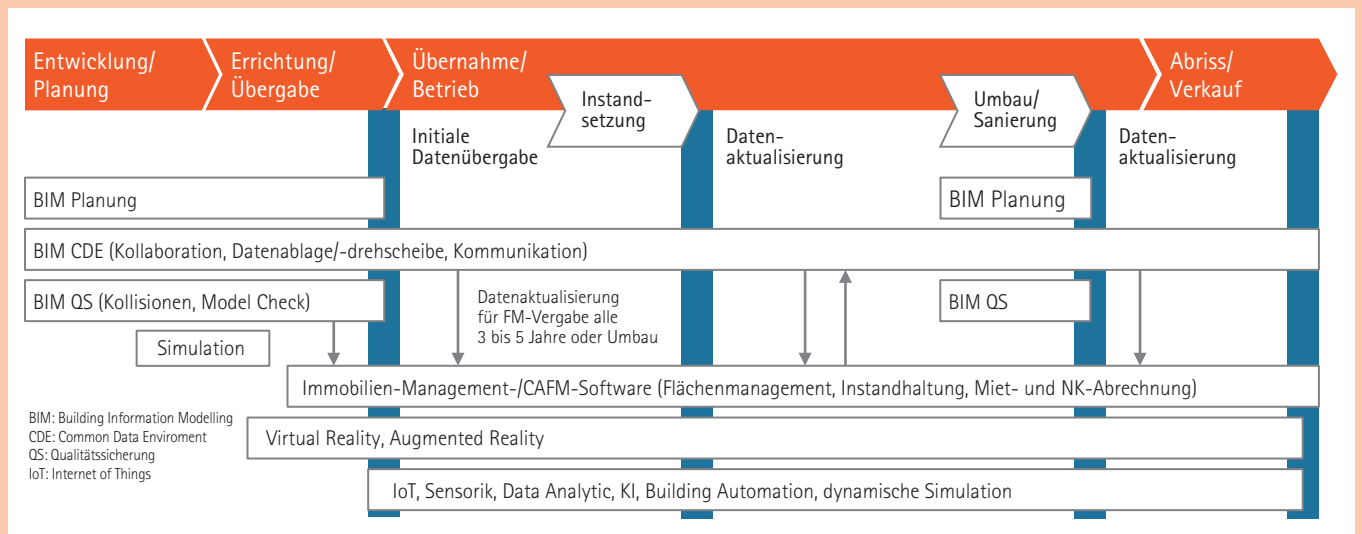 Entwicklung/
Planung
Errichtung/
Übergabe
Übernahme/
Betrieb
Instand-
setzung
Umbau/
Sanierung
Abriss/
Verkauf
Initiale
Datenübergabe
Daten-
aktualisierung
Daten-
aktualisierung
BIM Planung
BIM Planung
BIM CDE (Kollaboration, Datenablage/-drehscheibe, Kommunikation)
BIM QS (Kollisionen, Model Check)
Datenaktualisierung
für FM-Vergabe alle
3 bis 5 Jahre oder Umbau
BIM QS
Simulation
Immobilien-Management-/CAFM-Software (Flächenmanagement, Instandhaltung, Miet- und NK-Abrechnung)
BIM: Building Information Modelling
CDE: Common Data Enviroment
QS: Qualitätssicherung
IoT: Internet of Things
Virtual Reality, Augmented Reality
IoT, Sensorik, Data Analytic, KI, Building Automation, dynamische Simulation